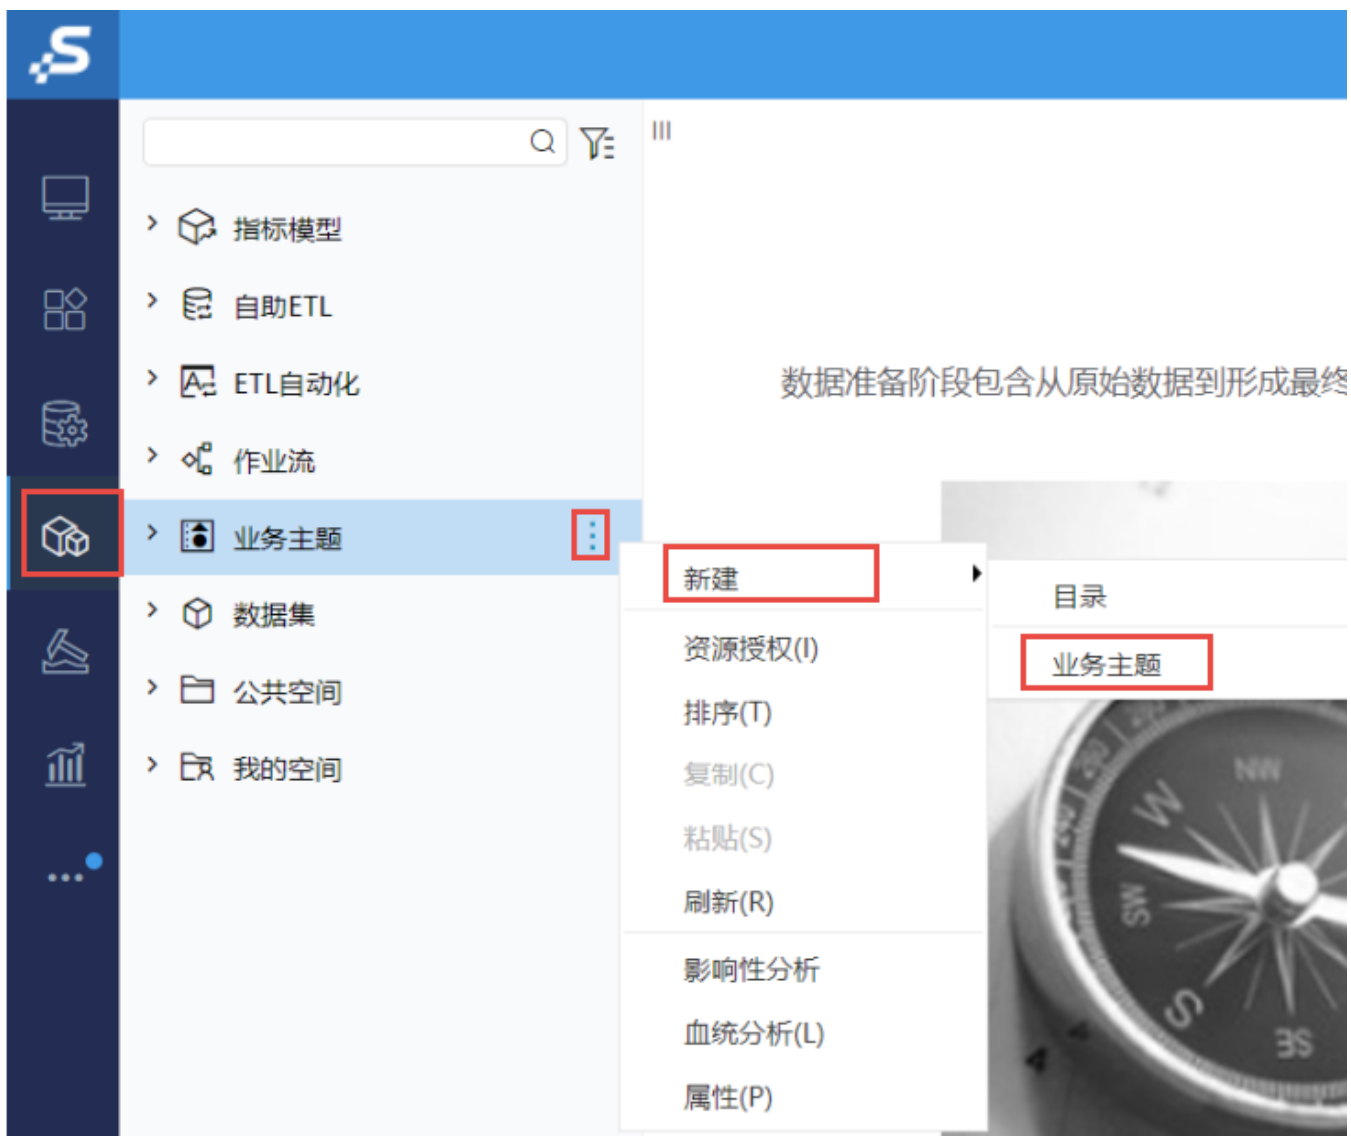 S
指标模型
自助ETL
数据准备阶段包含从原始数据到形成最终
ETL自动化
作业流
业务主题
新建
目录
数据集
资源授权(I)
业务主题
公共空间
排序(T)
我的空间
复制(C)
NW
W
粘贴(S)
刷新(R)
SW
影响性分析
S
血统分析(L)
SE
属性(P)